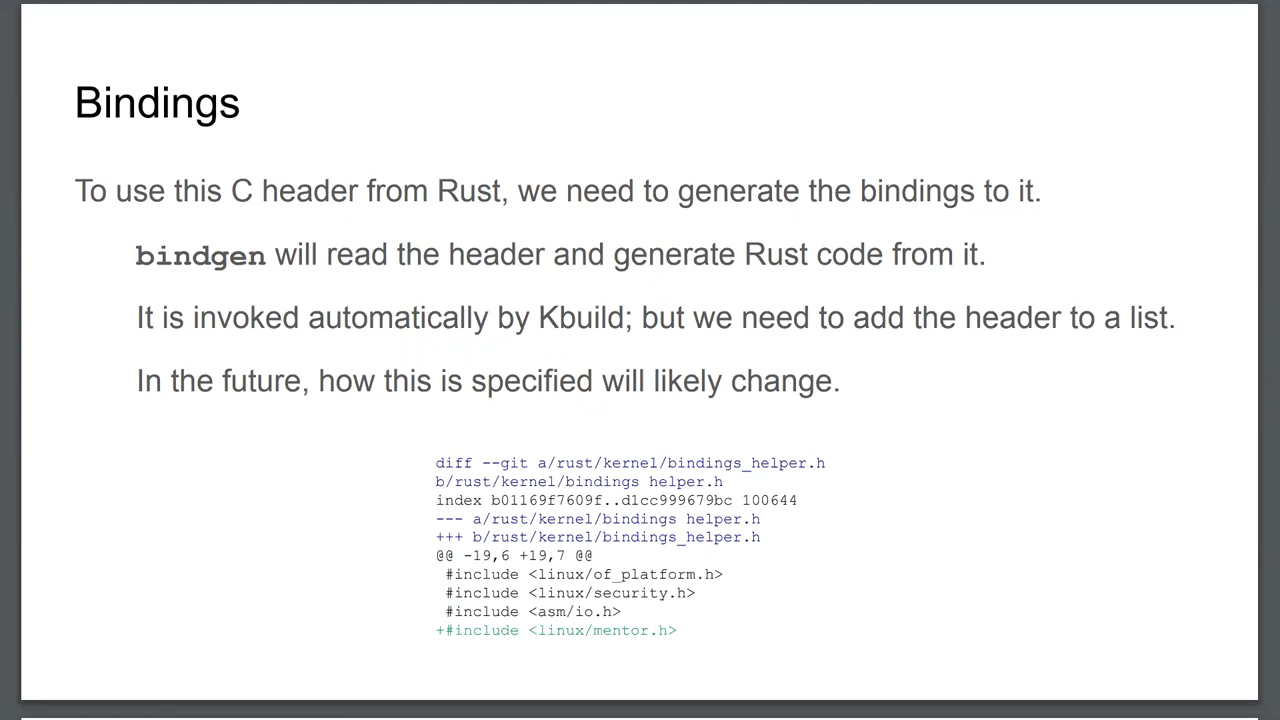 Bindings
To use this C header from Rust, we need to generate the bindings to it.
bindgen will read the header and generate Rust code from it.
It is invoked automatically by Kbuild; but we need to add the header to a list.
In the future, how this is specified will likely change.
diff --git a/rust/kernel/bindings_helper.h
b/rust/kernel/bindings helper.h
index b01169f7609f..d1cc999679bc 100644
--- a/rust/kernel/bindings helper.h
+++ b/rust/kernel/bindings_helper.h
@@ -19,6 +19,7 @@
 #include <linux/of_platform.h>
 #include <linux/security.h>
 #include <asm/io.h>
+#include <linux/mentor.h>